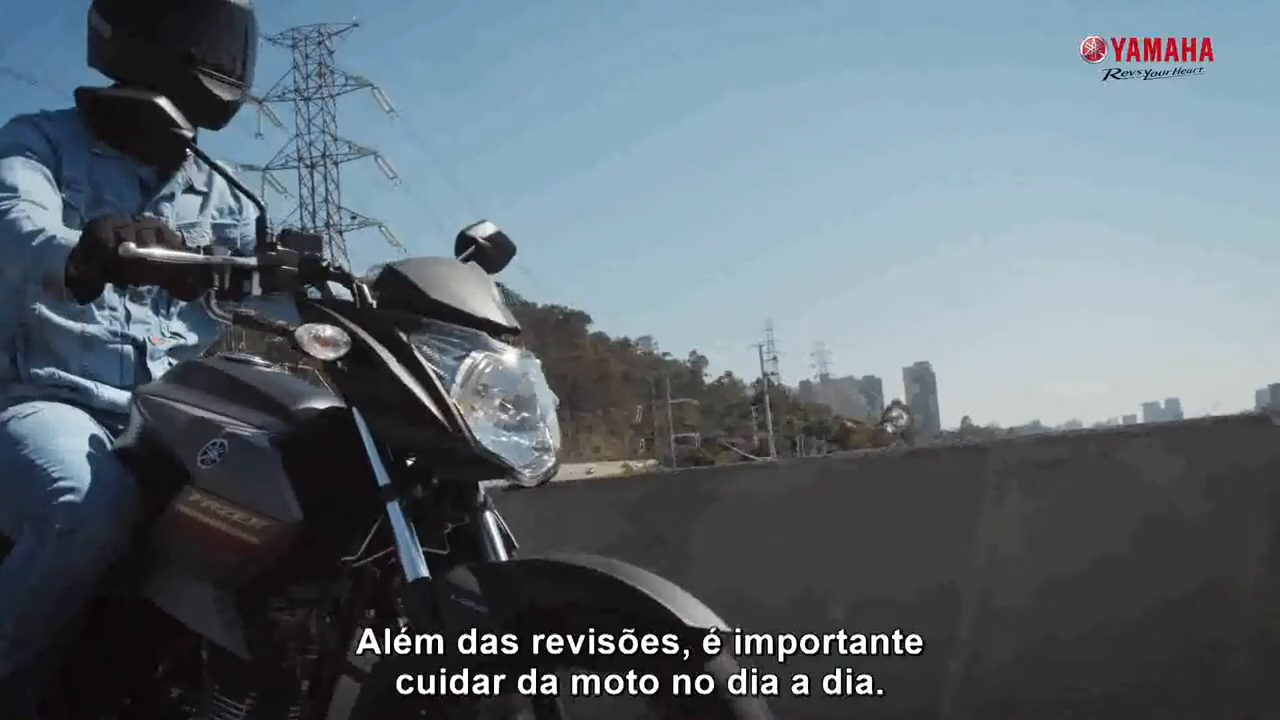 YAMAHA
Revs Your Heart
Além das revisões, é importante
cuidar da moto no dia a dia.